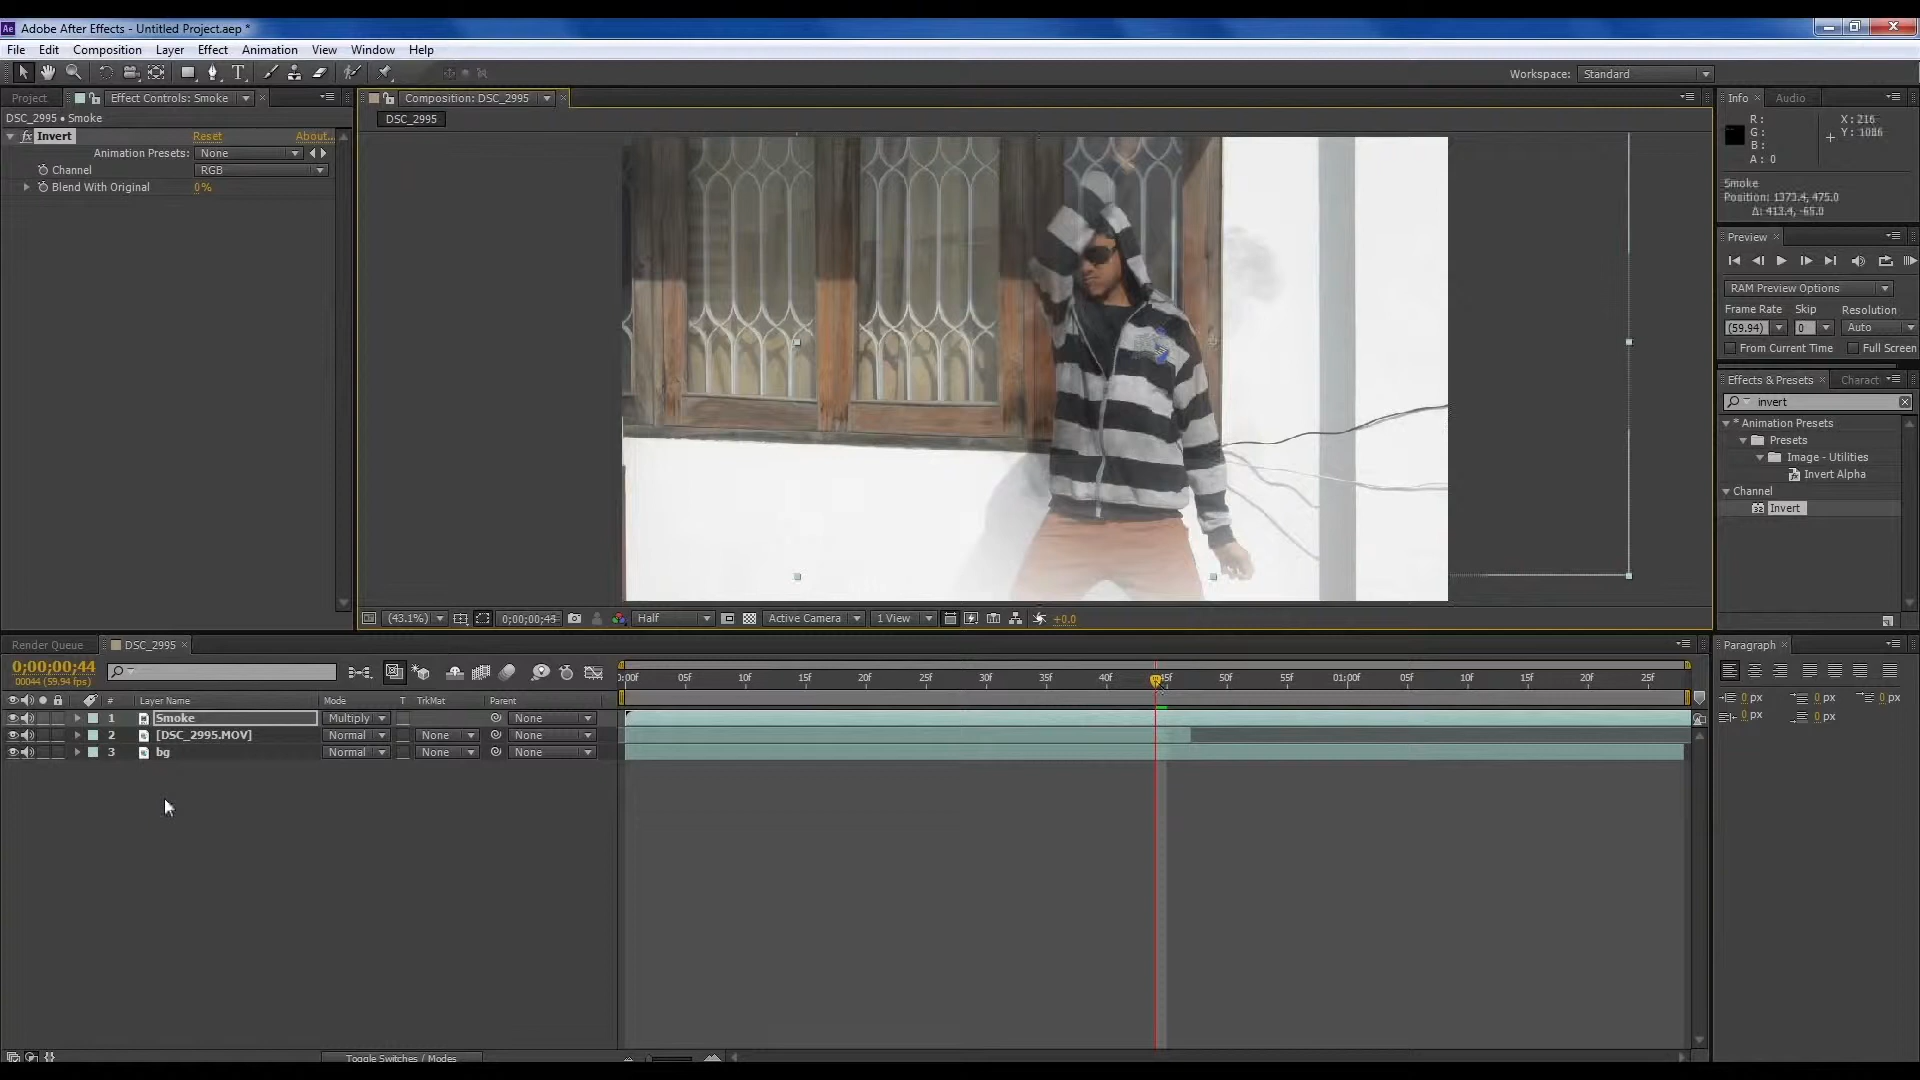 Ae Adobe After Effects - Untitled Project.aep *
File Edit Composition Layer Effect Animation View Window Help
Workspace: Standard
Project Effect Controls: Smoke
Composition: DSC_2995
Info Audio
DSC_2995 • Smoke
DSC_2995
R:
G:
B:
A: 0
X: 216
Y: 1086
fx Invert Reset About...
Animation Presets: None
Channel RGB
Blend With Original 0%
Smoke
Position: 1373.4, 475.0
Δ: 413.4, -65.0
Preview
RAM Preview Options
Frame Rate Skip Resolution
(59.94) 0 Auto
From Current Time Full Screen
Effects & Presets Charact
invert
* Animation Presets
Presets
Image - Utilities
Invert Alpha
Channel
32 Invert
(43.1%) 0;00;00;45 Half Active Camera 1 View +0.0
Render Queue DSC_2995
Paragraph
0;00;00;44
00044 (59.94 fps)
0:00f 05f 10f 15f 20f 25f 30f 35f 40f 45f 50f 55f 01:00f 05f 10f 15f 20f 25f
# Layer Name Mode T TrkMat Parent
1 Smoke Multiply None
2 [DSC_2995.MOV] Normal None None
3 bg Normal None None
0 px 0 px 0 px
0 px 0 px
Toggle Switches / Modes